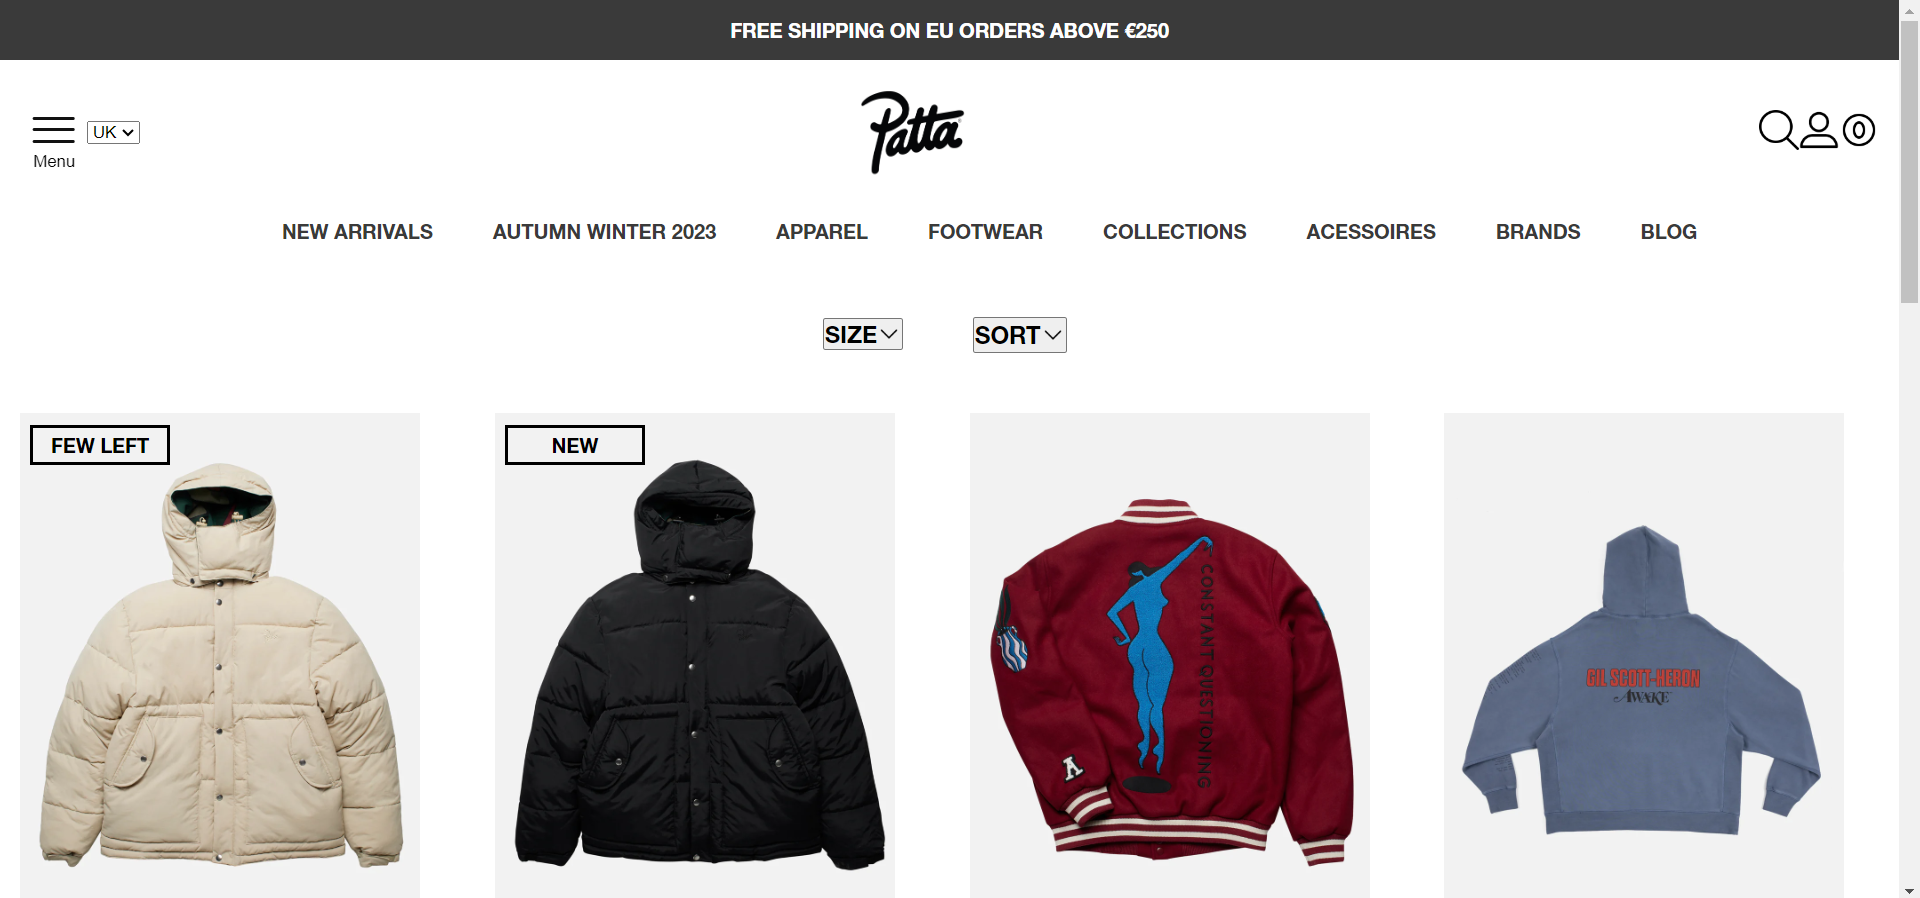 FREE SHIPPING ON EU ORDERS ABOVE €250
UK
Menu
Patta
0
NEW ARRIVALS
AUTUMN WINTER 2023
APPAREL
FOOTWEAR
COLLECTIONS
ACESSOIRES
BRANDS
BLOG
SIZE
SORT
FEW LEFT
NEW
CONSTANT QUESTIONING
A
GIL SCOTT-HERON
AWAKE